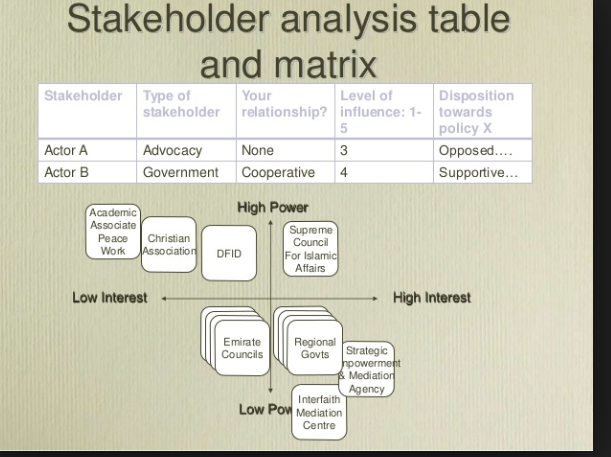 Stakeholder analysis table
and matrix
Stakeholder
Type of
stakeholder
Your
relationship?
Level of
influence: 1-
5
Disposition
towards
policy X
Actor A
Advocacy
None
3
Opposed….
Actor B
Government
Cooperative
4
Supportive…
High Power
Academic
Associate
Peace
Work
Christian
Association
DFID
Supreme
Council
For Islamic
Affairs
Low Interest
High Interest
Emirate
Councils
Regional
Govts
Strategic
mpowerment
& Mediation
Agency
Low Pow
Interfaith
Mediation
Centre